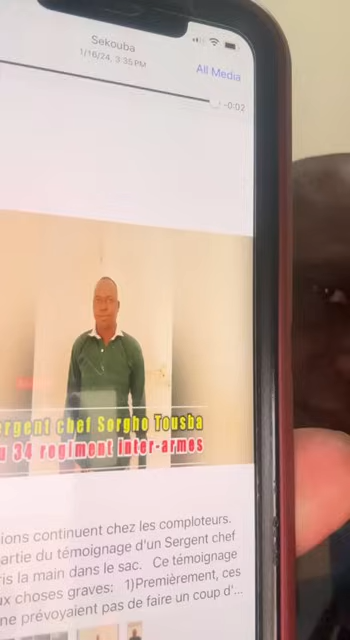 Sekouba
1/16/24, 3:35 PM
All Media
-0:02
ergent chef Sorgho Tousba
u 34 regiment inter-armes
ions continuent chez les comploteurs.
artie du témoignage d'un Sergent chef
ris la main dans le sac. Ce témoignage
ux choses graves: 1)Premièrement, ces
ne prévoyaient pas de faire un coup d'...